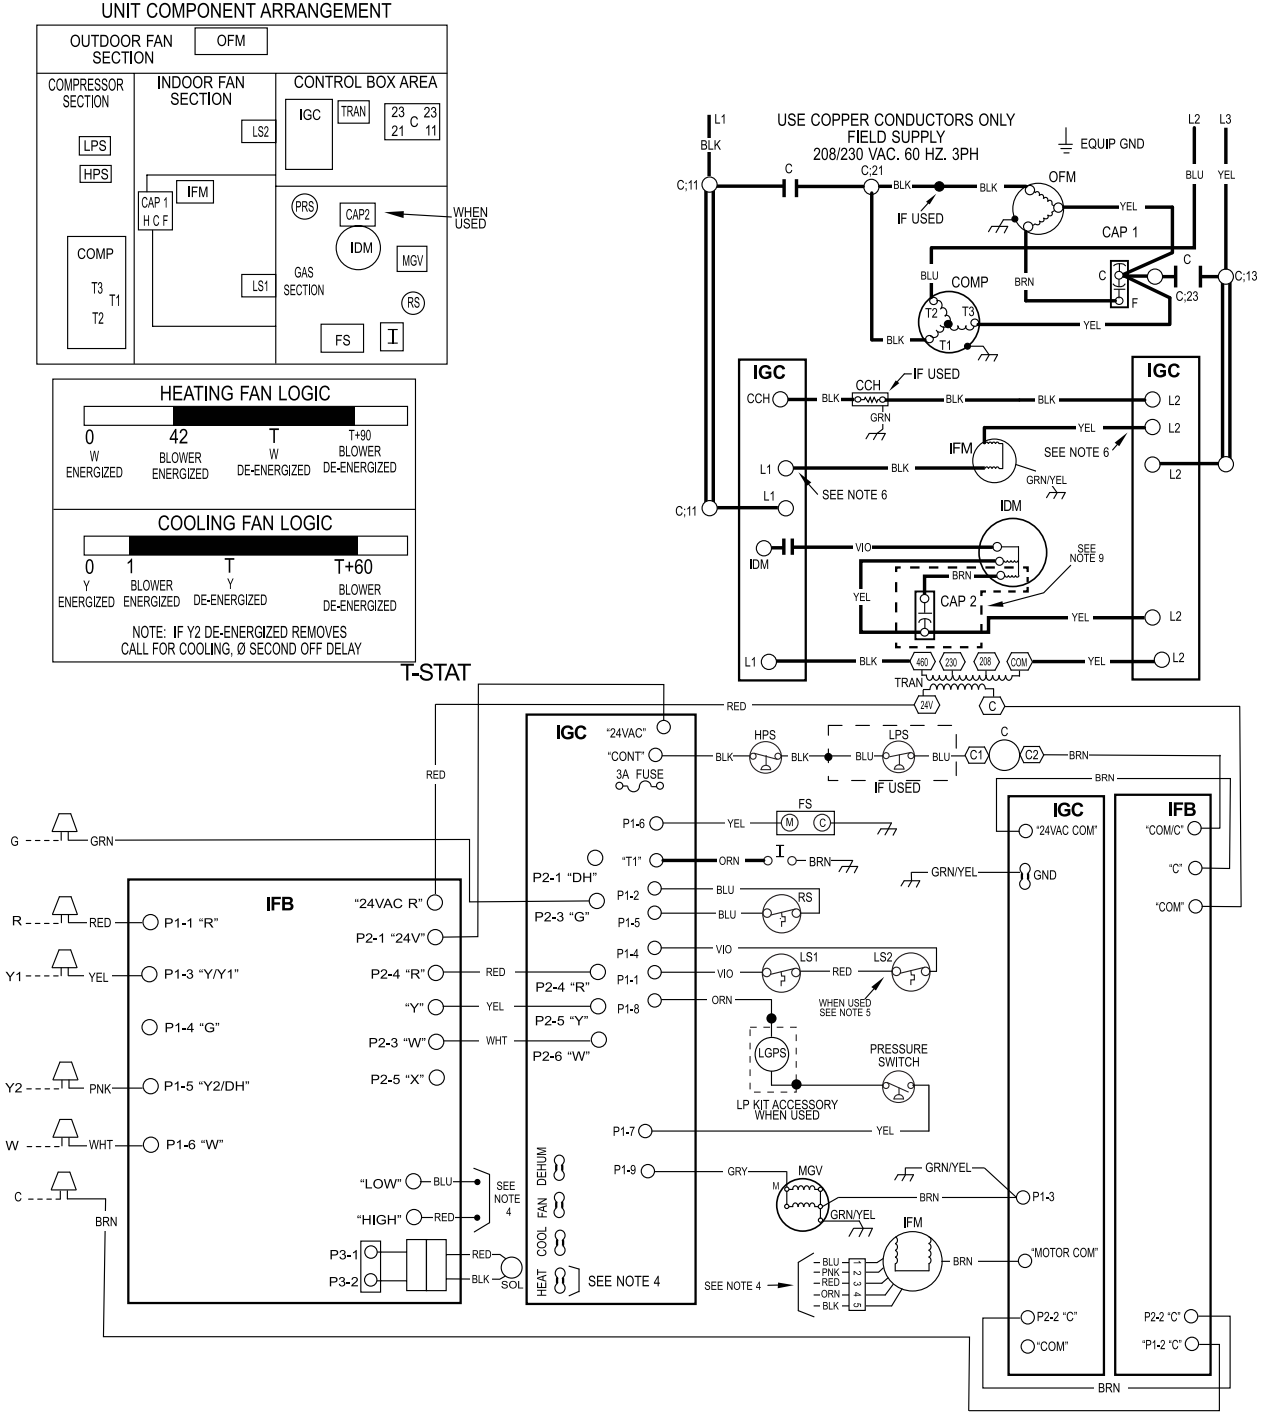 UNIT COMPONENT ARRANGEMENT
OUTDOOR FAN
SECTION
OFM
COMPRESSOR
SECTION
LPS
HPS
COMP
T3
T1
T2
INDOOR FAN
SECTION
LS2
IFM
CAP 1
H C F
LS1
CONTROL BOX AREA
IGC
TRAN
23 C 23
21 11
PRS
CAP2
WHEN
USED
IDM
MGV
GAS
SECTION
RS
FS
I
HEATING FAN LOGIC
0
W
ENERGIZED
42
BLOWER
ENERGIZED
T
W
DE-ENERGIZED
T+90
BLOWER
DE-ENERGIZED
COOLING FAN LOGIC
0
Y
ENERGIZED
1
BLOWER
ENERGIZED
T
Y
DE-ENERGIZED
T+60
BLOWER
DE-ENERGIZED
NOTE: IF Y2 DE-ENERGIZED REMOVES
CALL FOR COOLING, Ø SECOND OFF DELAY
L1
BLK
USE COPPER CONDUCTORS ONLY
FIELD SUPPLY
208/230 VAC. 60 HZ. 3PH
EQUIP GND
L2
L3
BLU
YEL
C;11
C
C;21
BLK
IF USED
BLK
OFM
YEL
CAP 1
BLU
COMP
BRN
C
F
C
C;23
C;13
T2
T3
T1
BLK
YEL
IGC
IGC
CCH
BLK
CCH
IF USED
GRN
BLK
BLK
L2
IFM
YEL
L2
SEE NOTE 6
L1
BLK
GRN/YEL
L2
SEE NOTE 6
L1
C;11
IDM
VIO
IDM
SEE
NOTE 9
BRN
YEL
CAP 2
YEL
L2
L1
BLK
460
230
208
COM
YEL
L2
TRAN
24V
C
T-STAT
RED
RED
IGC
"24VAC"
"CONT"
3A FUSE
BLK
HPS
BLK
BLU
LPS
BLU
IF USED
C1
C
C2
BRN
BRN
P1-6
YEL
FS
M
C
"T1"
ORN
I
BRN
P2-1 "DH"
P2-3 "G"
P1-2
BLU
RS
P1-5
BLU
P1-4
VIO
P1-1
VIO
LS1
RED
LS2
WHEN USED
SEE NOTE 5
P2-4 "R"
P1-8
ORN
P2-5 "Y"
P2-6 "W"
LGPS
PRESSURE
SWITCH
LP KIT ACCESSORY
WHEN USED
P1-7
YEL
P1-9
GRY
M
MGV
BRN
GRN/YEL
GRN/YEL
IFM
BRN
SEE NOTE 4
BLU 1
PNK 2
RED 3
ORN 4
BLK 5
DEHUM
FAN
COOL
HEAT
SEE NOTE 4
G
GRN
R
RED
Y1
YEL
Y2
PNK
W
WHT
C
BRN
IFB
P1-1 "R"
P1-3 "Y/Y1"
P1-4 "G"
P1-5 "Y2/DH"
P1-6 "W"
"24VAC R"
P2-1 "24V"
P2-4 "R"
RED
"Y"
YEL
P2-3 "W"
WHT
P2-5 "X"
"LOW"
BLU
"HIGH"
RED
SEE
NOTE
4
P3-1
P3-2
RED
BLK
SOL
IGC
"24VAC COM"
GRN/YEL
GND
P1-3
"MOTOR COM"
P2-2 "C"
"COM"
IFB
"COM/C"
"C"
"COM"
P2-2 "C"
"P1-2 "C"
BRN